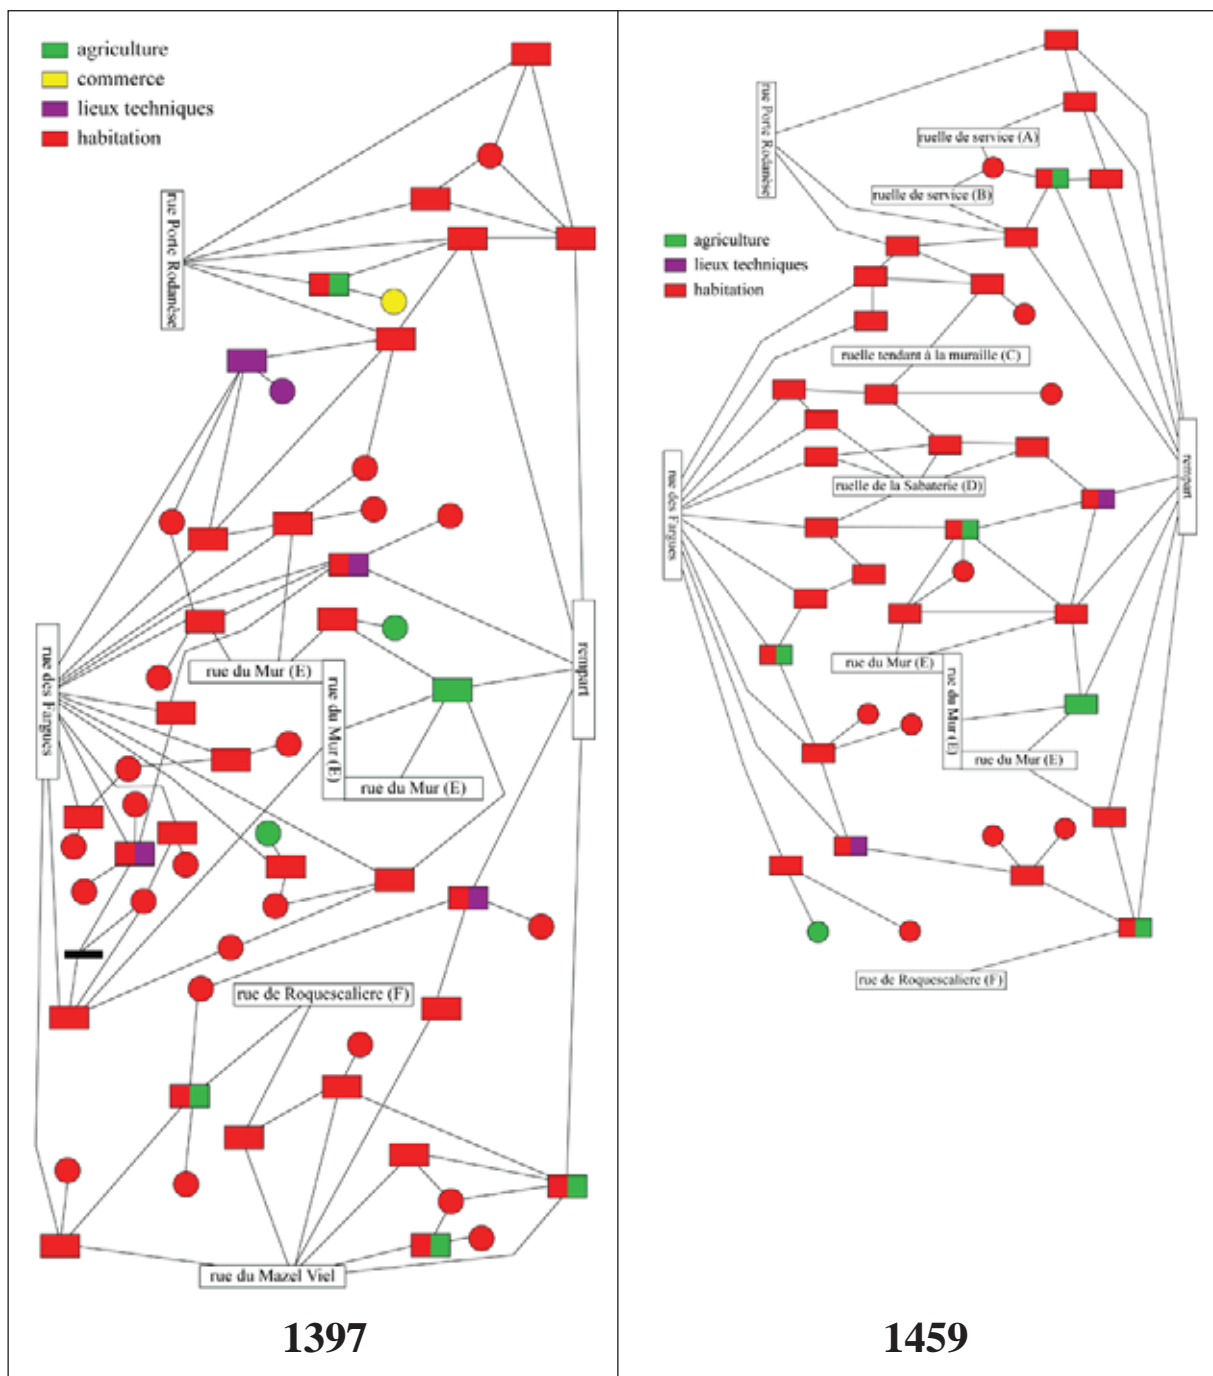 agriculture
commerce
lieux techniques
habitation
rue Porte Rodanèse
rue des Fargues
rue du Mur (E)
rue du Mur (E)
rue du Mur (E)
rempart
rue de Roquescaliere (F)
rue du Mazel Viel
1397
rue Porte Rodanèse
ruelle de service (A)
ruelle de service (B)
agriculture
lieux techniques
habitation
ruelle tendant à la muraille (C)
rue des Fargues
rempart
ruelle de la Sabaterie (D)
rue du Mur (E)
rue du Mur (E)
rue du Mur (E)
rue de Roquescaliere (F)
1459